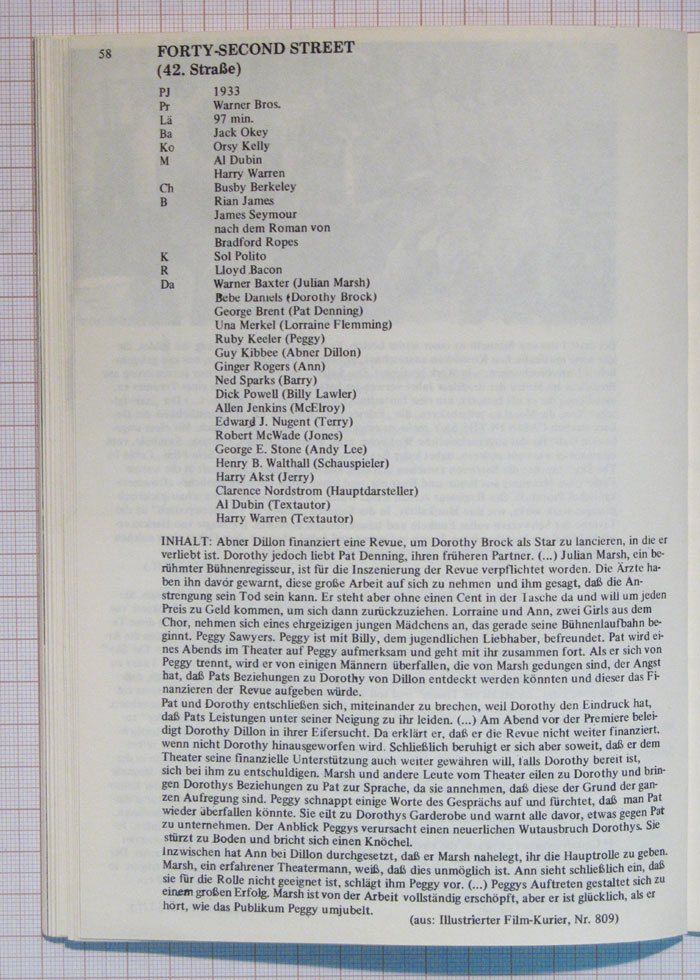 58
FORTY-SECOND STREET
(42. Straße)
PJ 1933
Pr Warner Bros.
Lä 97 min.
Ba Jack Okey
Ko Orsy Kelly
M Al Dubin
Harry Warren
Ch Busby Berkeley
B Rian James
James Seymour
nach dem Roman von
Bradford Ropes
K Sol Polito
R Lloyd Bacon
Da Warner Baxter (Julian Marsh)
Bebe Daniels (Dorothy Brock)
George Brent (Pat Denning)
Una Merkel (Lorraine Flemming)
Ruby Keeler (Peggy)
Guy Kibbee (Abner Dillon)
Ginger Rogers (Ann)
Ned Sparks (Barry)
Dick Powell (Billy Lawler)
Allen Jenkins (McElroy)
Edward J. Nugent (Terry)
Robert McWade (Jones)
George E. Stone (Andy Lee)
Henry B. Walthall (Schauspieler)
Harry Akst (Jerry)
Clarence Nordstrom (Hauptdarsteller)
Al Dubin (Textautor)
Harry Warren (Textautor)
INHALT: Abner Dillon finanziert eine Revue, um Dorothy Brock als Star zu lancieren, in die er
verliebt ist. Dorothy jedoch liebt Pat Denning, ihren früheren Partner. (...) Julian Marsh, ein be-
rühmter Bühnenregisseur, ist für die Inszenierung der Revue verpflichtet worden. Die Ärzte ha-
ben ihn davor gewarnt, diese große Arbeit auf sich zu nehmen und ihm gesagt, daß die An-
strengung sein Tod sein kann. Er steht aber ohne einen Cent in der Tasche da und will um jeden
Preis zu Geld kommen, um sich dann zurückzuziehen. Lorraine und Ann, zwei Girls aus dem
Chor, nehmen sich eines ehrgeizigen jungen Mädchens an, das gerade seine Bühnenlaufbahn be-
ginnt. Peggy Sawyers. Peggy ist mit Billy, dem jugendlichen Liebhaber, befreundet. Pat wird ei-
nes Abends im Theater auf Peggy aufmerksam und geht mit ihr zusammen fort. Als er sich von
Peggy trennt, wird er von einigen Männern überfallen, die von Marsh gedungen sind, der Angst
hat, daß Pats Beziehungen zu Dorothy von Dillon entdeckt werden könnten und dieser das Fi-
nanzieren der Revue aufgeben würde.
Pat und Dorothy entschließen sich, miteinander zu brechen, weil Dorothy den Eindruck hat,
daß Pats Leistungen unter seiner Neigung zu ihr leiden. (...) Am Abend vor der Premiere belei-
digt Dorothy Dillon in ihrer Eifersucht. Da erklärt er, daß er die Revue nicht weiter finanziert,
wenn nicht Dorothy hinausgeworfen wird. Schließlich beruhigt er sich aber soweit, daß er dem
Theater seine finanzielle Unterstützung auch weiter gewähren will, falls Dorothy bereit ist,
sich bei ihm zu entschuldigen. Marsh und andere Leute vom Theater eilen zu Dorothy und brin-
gen Dorothys Beziehungen zu Pat zur Sprache, da sie annehmen, daß diese der Grund der gan-
zen Aufregung sind. Peggy schnappt einige Worte des Gesprächs auf und fürchtet, daß man Pat
wieder überfallen könnte. Sie eilt zu Dorothys Garderobe und warnt alle davor, etwas gegen Pat
zu unternehmen. Der Anblick Peggys verursacht einen neuerlichen Wutausbruch Dorothys. Sie
stürzt zu Boden und bricht sich einen Knöchel.
Inzwischen hat Ann bei Dillon durchgesetzt, daß er Marsh nahelegt, ihr die Hauptrolle zu geben.
Marsh, ein erfahrener Theatermann, weiß, daß dies unmöglich ist. Ann sieht schließlich ein, daß
sie für die Rolle nicht geeignet ist, schlägt ihm Peggy vor. (...) Peggys Auftreten gestaltet sich zu
einem großen Erfolg. Marsh ist von der Arbeit vollständig erschöpft, aber er ist glücklich, als er
hört, wie das Publikum Peggy umjubelt.
(aus: Illustrierter Film-Kurier, Nr. 809)